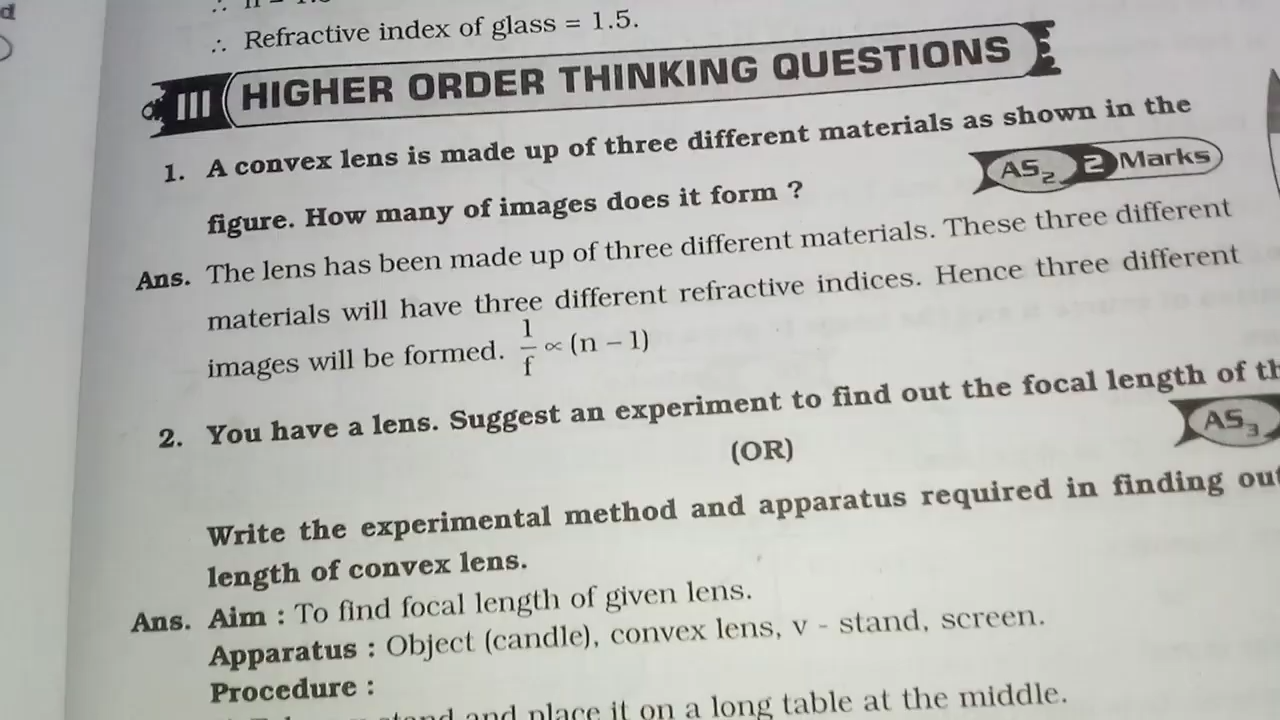 ∴ Refractive index of glass = 1.5.
III HIGHER ORDER THINKING QUESTIONS
1. A convex lens is made up of three different materials as shown in the
figure. How many of images does it form ? AS₂ 2 Marks
Ans. The lens has been made up of three different materials. These three different
materials will have three different refractive indices. Hence three different
images will be formed. 1/f ∝ (n – 1)
2. You have a lens. Suggest an experiment to find out the focal length of
AS₃
(OR)
Write the experimental method and apparatus required in finding out
length of convex lens.
Ans. Aim : To find focal length of given lens.
Apparatus : Object (candle), convex lens, v - stand, screen.
Procedure :
and place it on a long table at the middle.